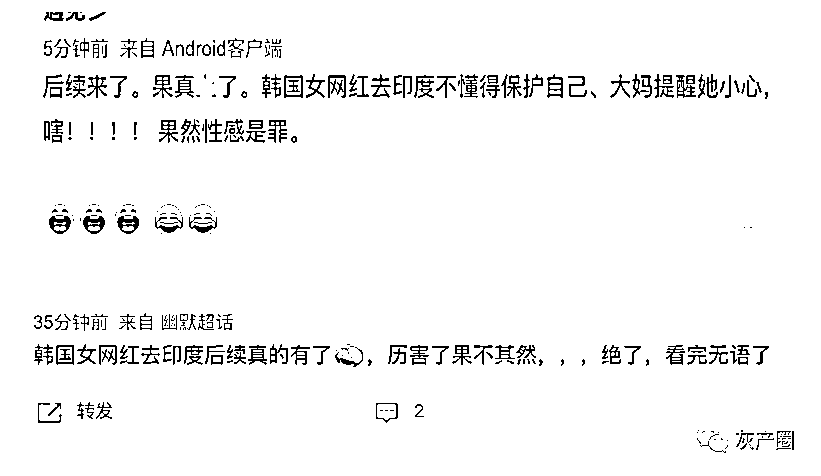 5分钟前 来自 Android客户端
后续来了。果真 了。韩国女网红去印度不懂得保护自己、大妈提醒她小心，
嗐！！！！ 果然性感是罪。
35分钟前 来自 幽默超话
韩国女网红去印度后续真的有了，历害了果不其然，，，绝了，看完无语了
转发
2
灰产圈